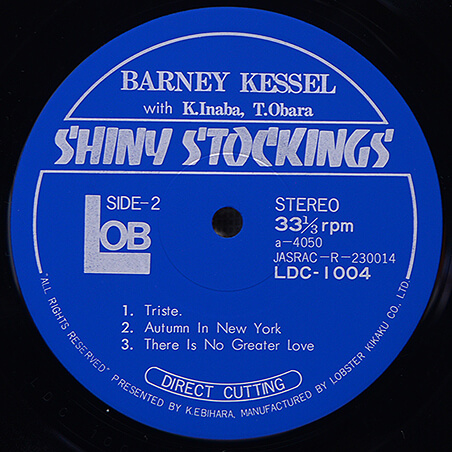 BARNEY KESSEL
with K.Inaba, T.Obara
SHINY STOCKINGS
SIDE-2
LOB
STEREO
33⅓ rpm
a-4050
JASRAC-R-230014
LDC-1004
1. Triste.
2. Autumn In New York
3. There Is No Greater Love
DIRECT CUTTING
"ALL RIGHTS RESERVED" PRESENTED BY K.EBIHARA, MANUFACTURED BY LOBSTER KIKAKU CO., LTD.